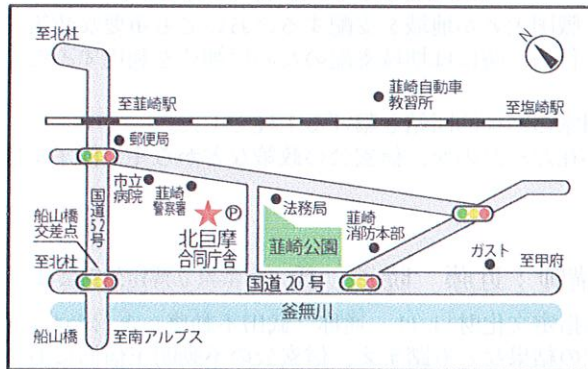 至北杜
N
韮崎自動車
教習所
至韮崎駅
至塩崎駅
郵便局
市立
病院
韮崎
警察署
P
法務局
国道52号
船山橋
交差点
北巨摩
合同庁舎
韮崎公園
韮崎
消防本部
ガスト
至北杜
国道20号
至甲府
釜無川
船山橋
至南アルプス